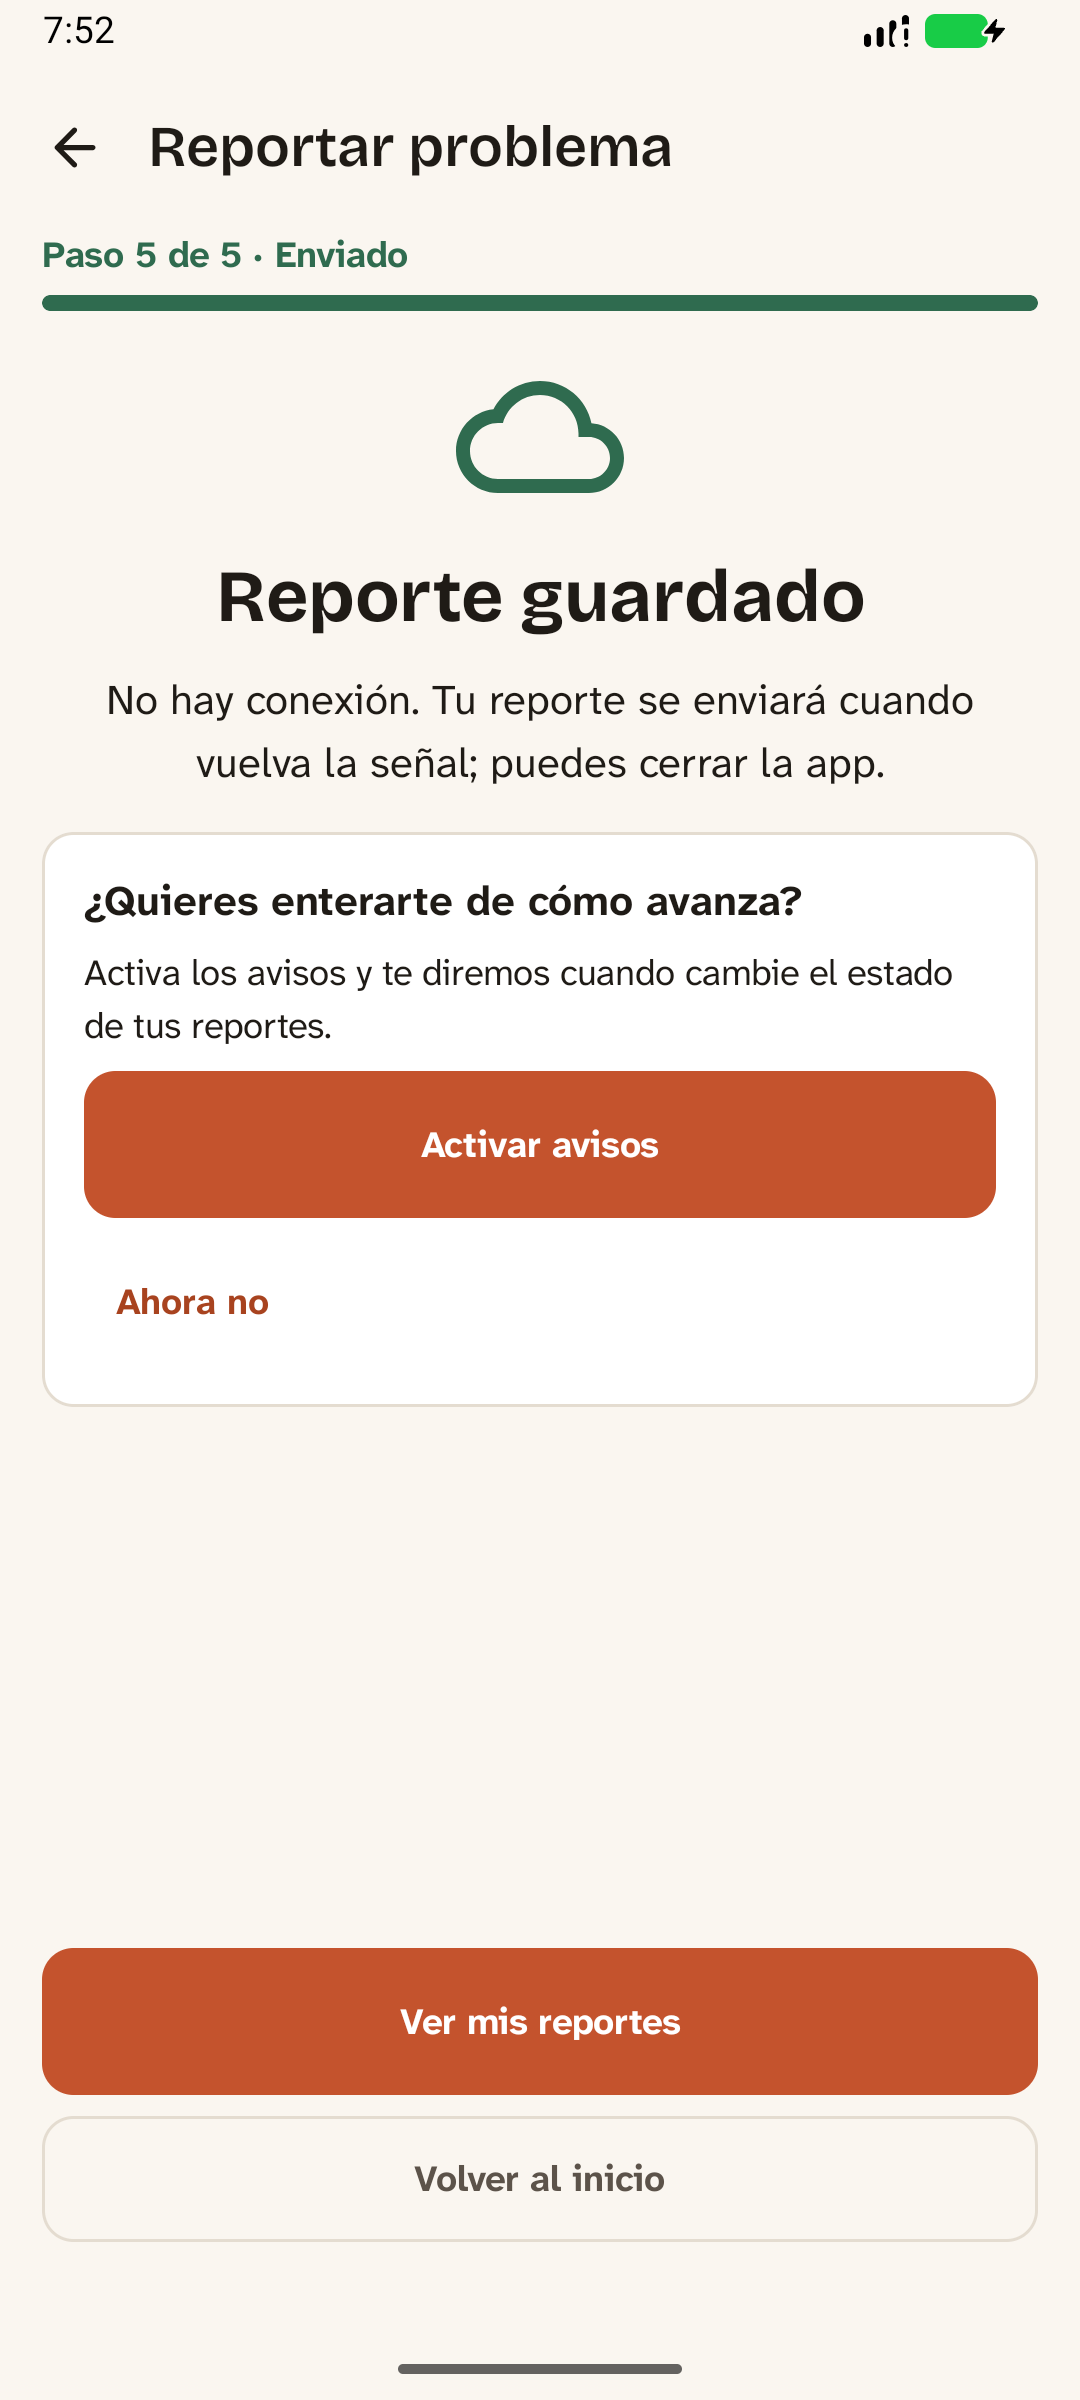 7:52
Reportar problema
Paso 5 de 5 · Enviado
Reporte guardado
No hay conexión. Tu reporte se enviará cuando
vuelva la señal; puedes cerrar la app.
¿Quieres enterarte de cómo avanza?
Activa los avisos y te diremos cuando cambie el estado
de tus reportes.
Activar avisos
Ahora no
Ver mis reportes
Volver al inicio